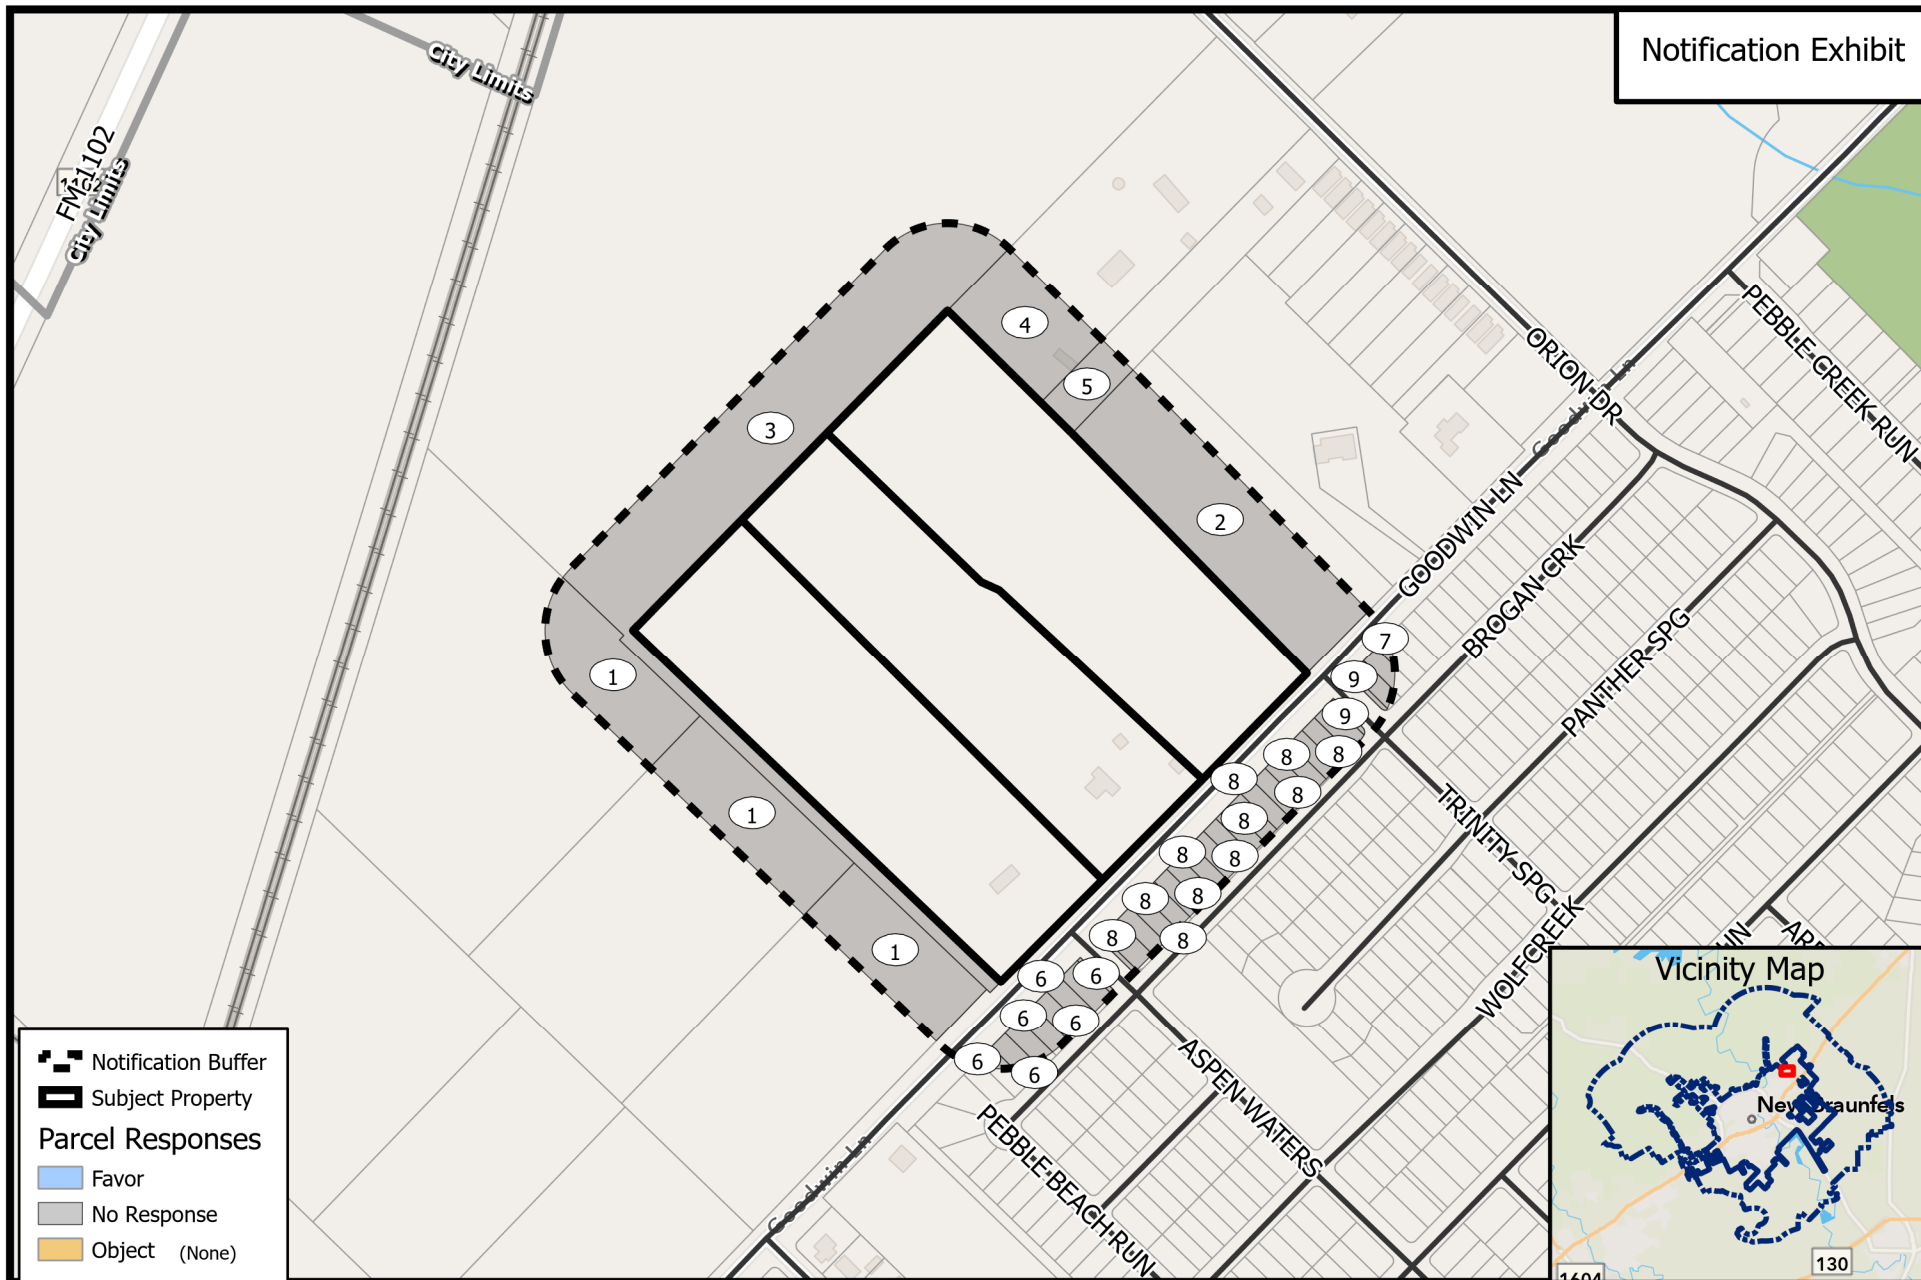 Notification Exhibit
City Limits
FM-1102
City Limits
ORION DR
PEBBLE CREEK RUN
Goodwin Ln
GOODWIN LN
BROGAN CRK
PANTHER SPG
TRINITY SPG
WOLFCREEK
ASPEN WATERS
PEBBLE BEACH RUN
Goodwin Ln
4
5
3
2
1
1
1
7
9
9
8
8
8
8
8
8
8
8
8
8
8
6
6
6
6
6
6
Notification Buffer
Subject Property
Parcel Responses
Favor
No Response
Object (None)
Vicinity Map
New Braunfels
130
1604